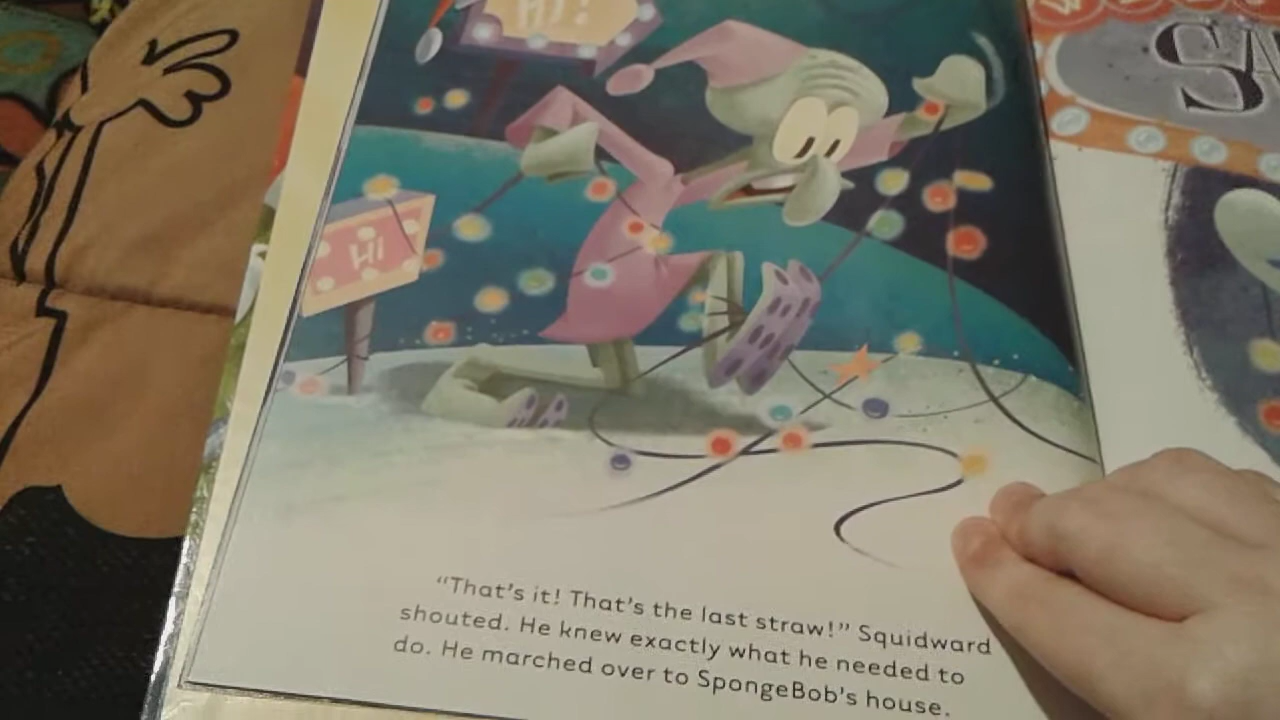 HI!
HI
"That's it! That's the last straw!" Squidward
shouted. He knew exactly what he needed to
do. He marched over to SpongeBob's house.